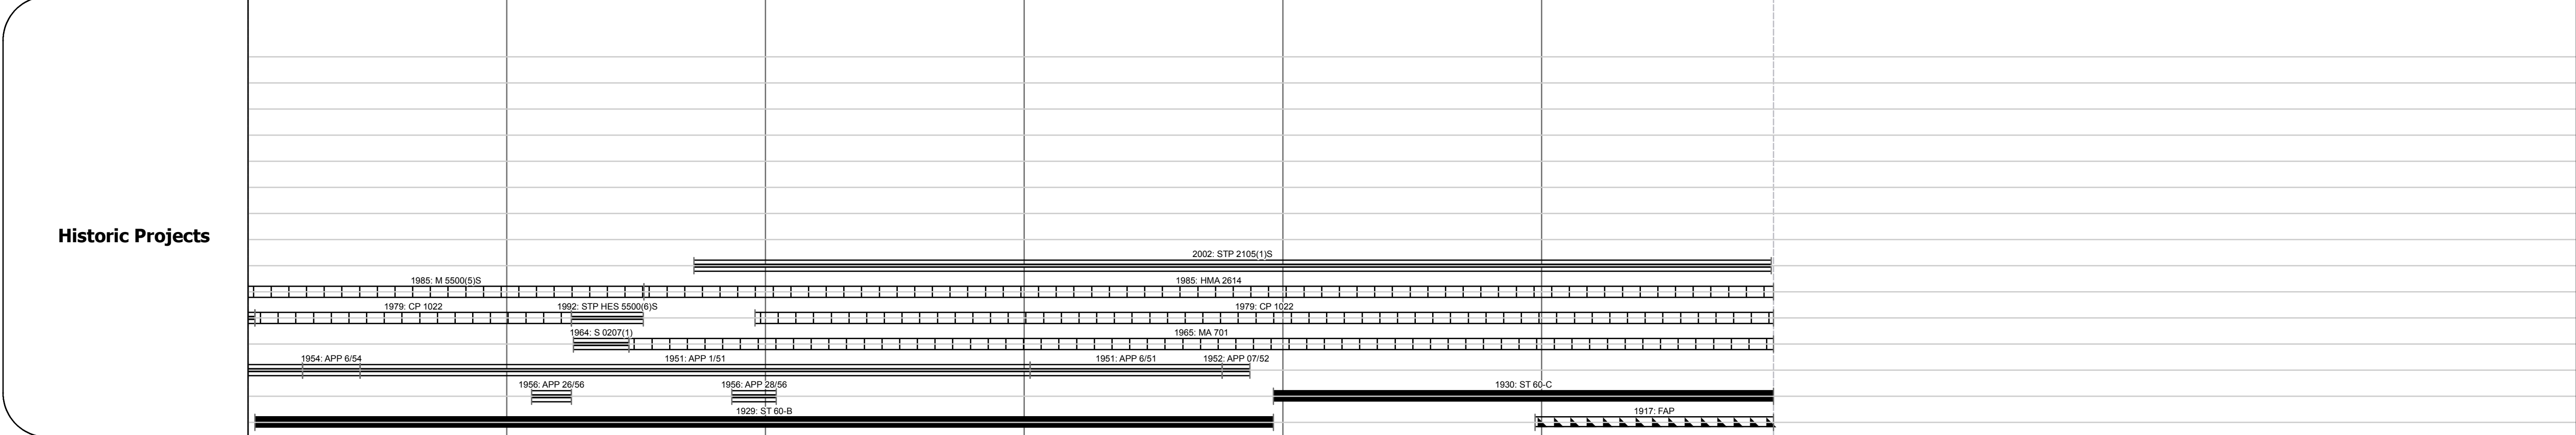 Historic Projects
2002: STP 2105(1)S
1985: M 5500(5)S
1985: HMA 2614
1979: CP 1022
1992: STP HES 5500(6)S
1979: CP 1022
1964: S 0207(1)
1965: MA 701
1954: APP 6/54
1951: APP 1/51
1951: APP 6/51
1952: APP 07/52
1956: APP 26/56
1956: APP 28/56
1930: ST 60-C
1929: ST 60-B
1917: FAP